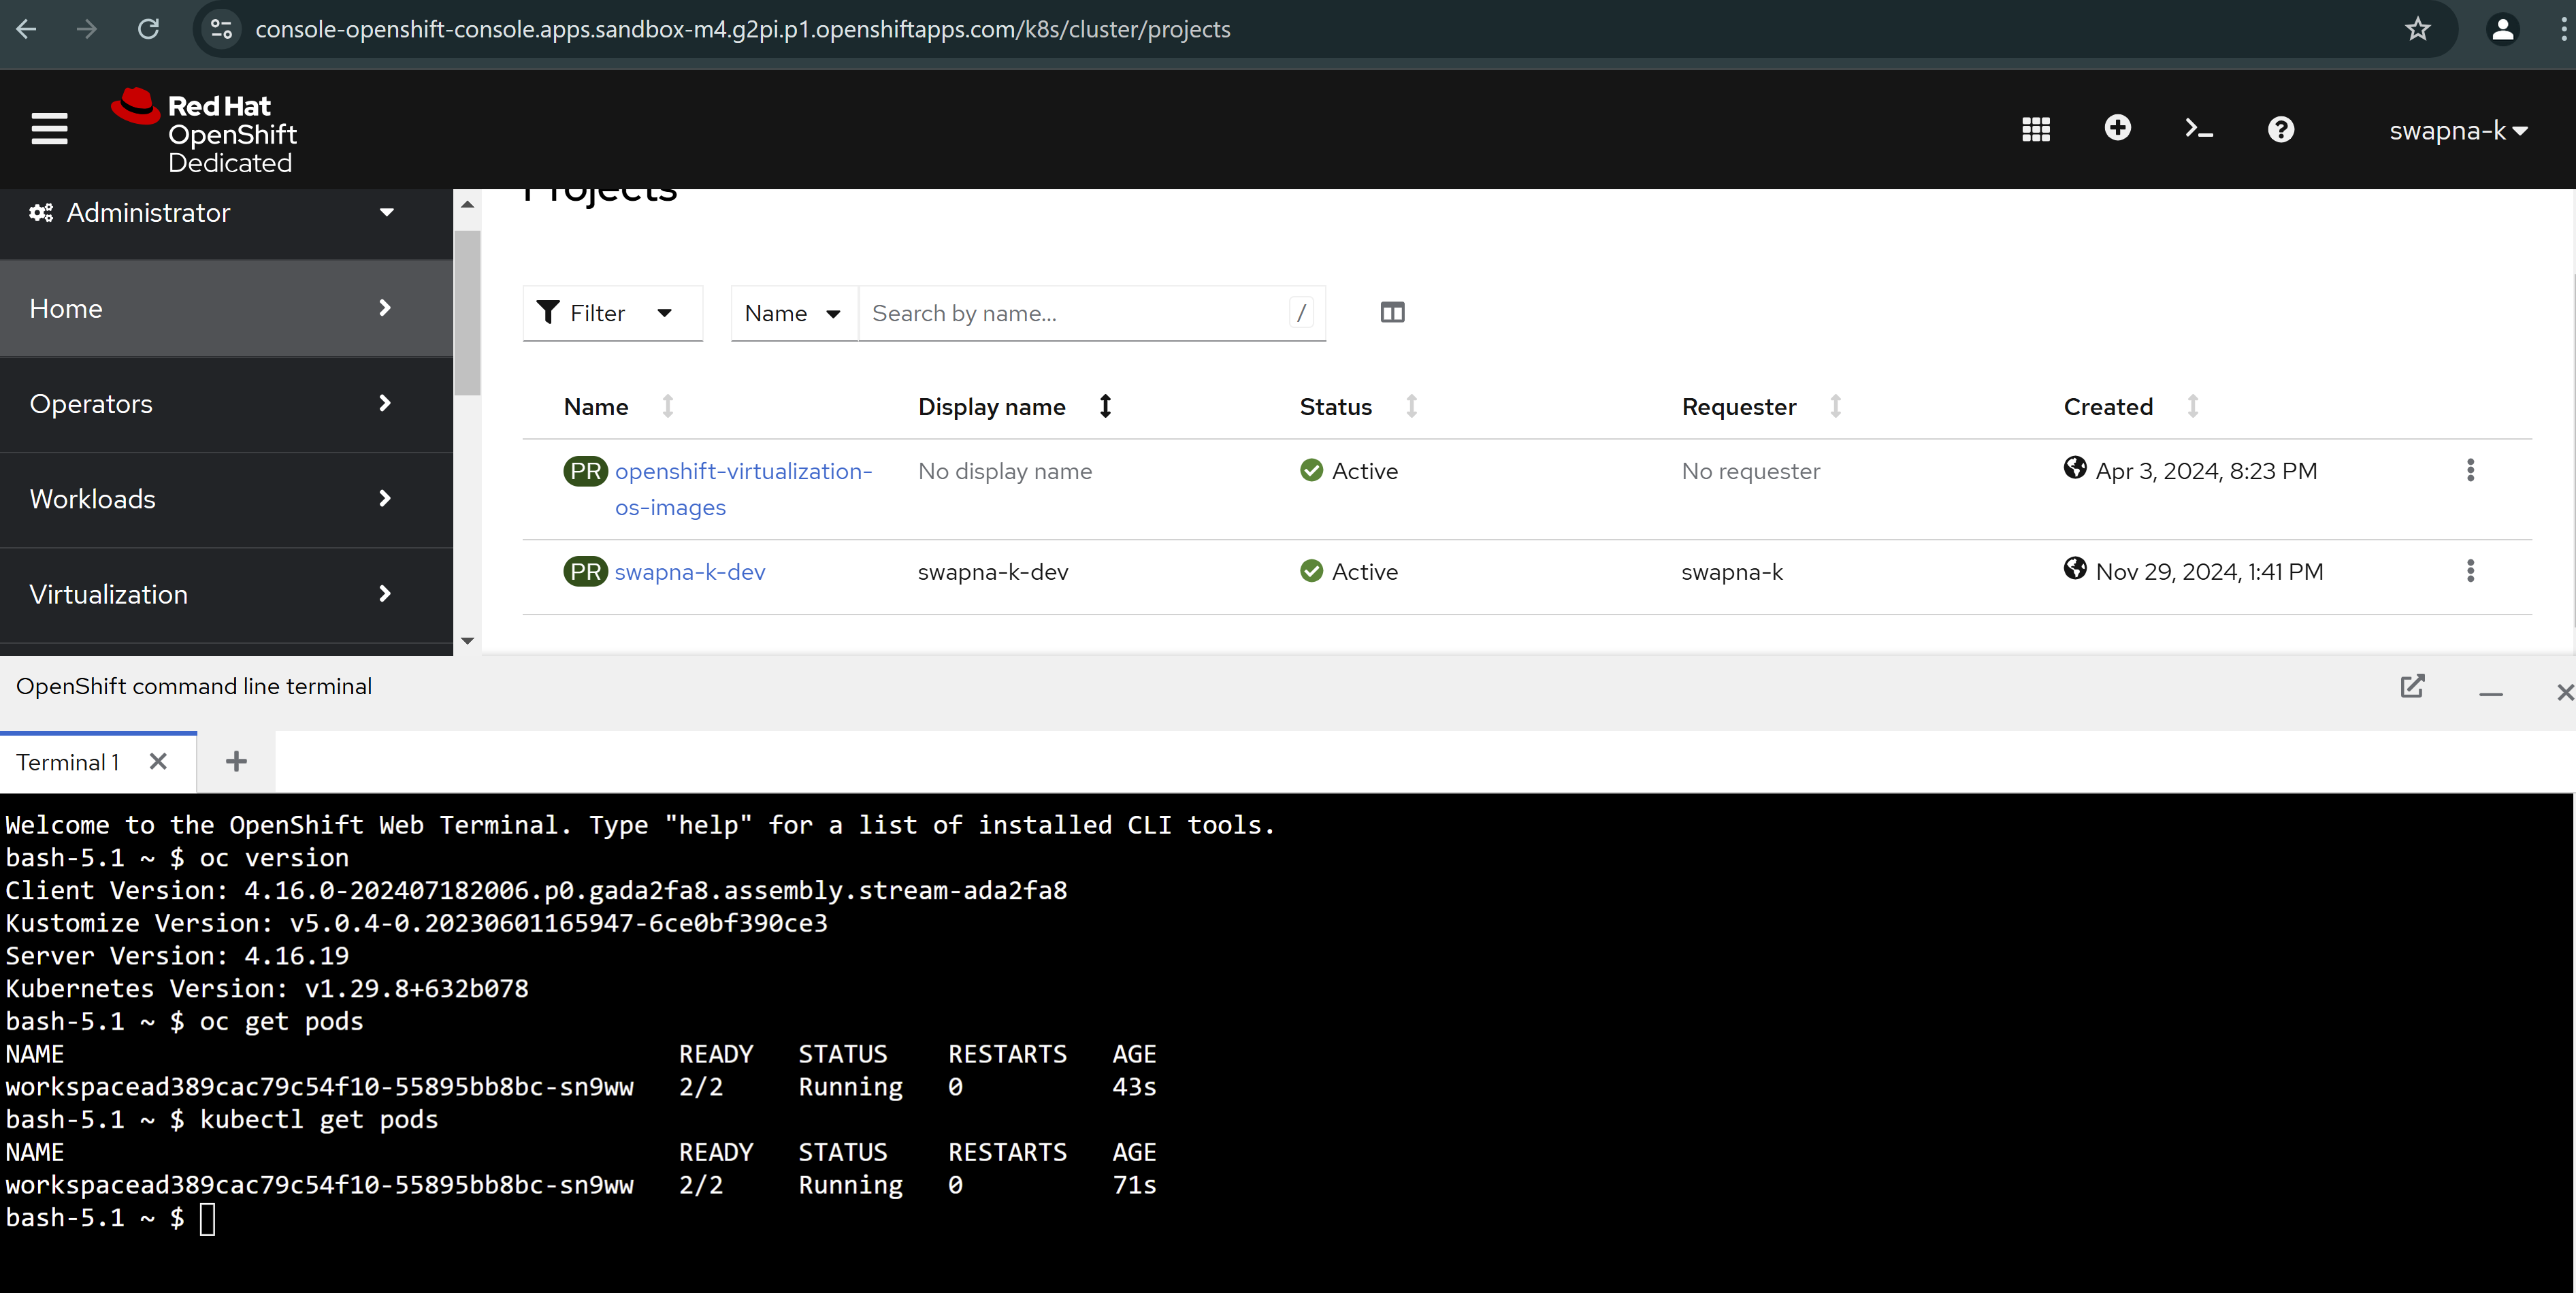 console-openshift-console.apps.sandbox-m4.g2pi.p1.openshiftapps.com/k8s/cluster/projects
Red Hat
OpenShift
Dedicated
swapna-k
Administrator
Projects
Home
Filter
Name
Search by name...
/
Operators
Name Display name Status Requester Created
PR openshift-virtualization- No display name Active No requester Apr 3, 2024, 8:23 PM
os-images
Workloads
PR swapna-k-dev swapna-k-dev Active swapna-k Nov 29, 2024, 1:41 PM
Virtualization
OpenShift command line terminal
Terminal 1
Welcome to the OpenShift Web Terminal. Type "help" for a list of installed CLI tools.
bash-5.1 ~ $ oc version
Client Version: 4.16.0-202407182006.p0.gada2fa8.assembly.stream-ada2fa8
Kustomize Version: v5.0.4-0.20230601165947-6ce0bf390ce3
Server Version: 4.16.19
Kubernetes Version: v1.29.8+632b078
bash-5.1 ~ $ oc get pods
NAME READY STATUS RESTARTS AGE
workspacead389cac79c54f10-55895bb8bc-sn9ww 2/2 Running 0 43s
bash-5.1 ~ $ kubectl get pods
NAME READY STATUS RESTARTS AGE
workspacead389cac79c54f10-55895bb8bc-sn9ww 2/2 Running 0 71s
bash-5.1 ~ $